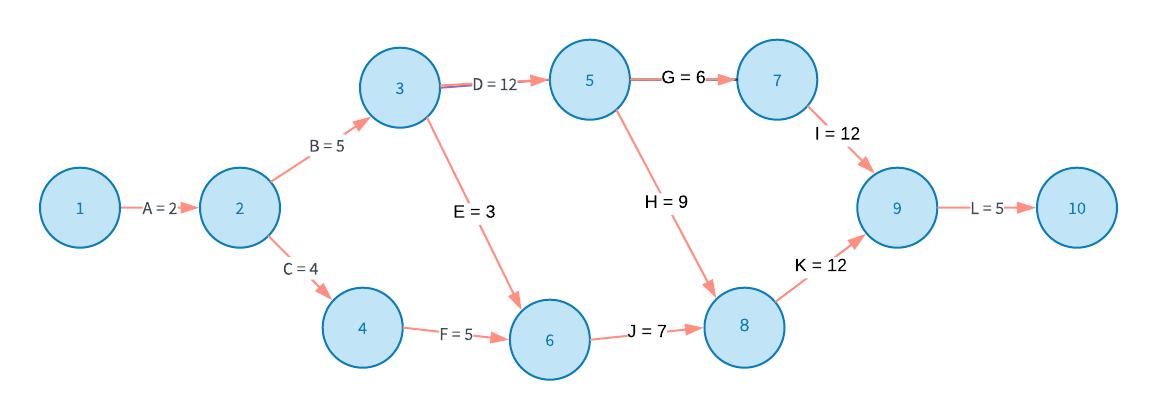 3
D = 12
5
G = 6
7
B = 5
I = 12
1
A = 2
2
E = 3
H = 9
9
L = 5
10
C = 4
K = 12
4
F = 5
6
J = 7
8